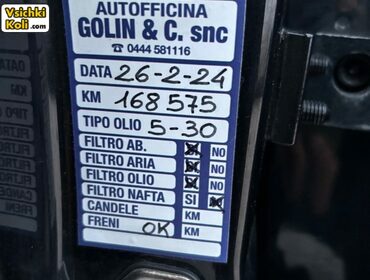 Vsichki
Koli .com
AUTOFFICINA
GOLIN & C. snc
☎ 0444 581116
DATA 26-2-24
KM 168575
TIPO OLIO 5-30
FILTRO AB. SI NO
FILTRO ARIA SI NO
FILTRO OLIO SI NO
FILTRO NAFTA SI NO
CANDELE KM
FRENI OK KM